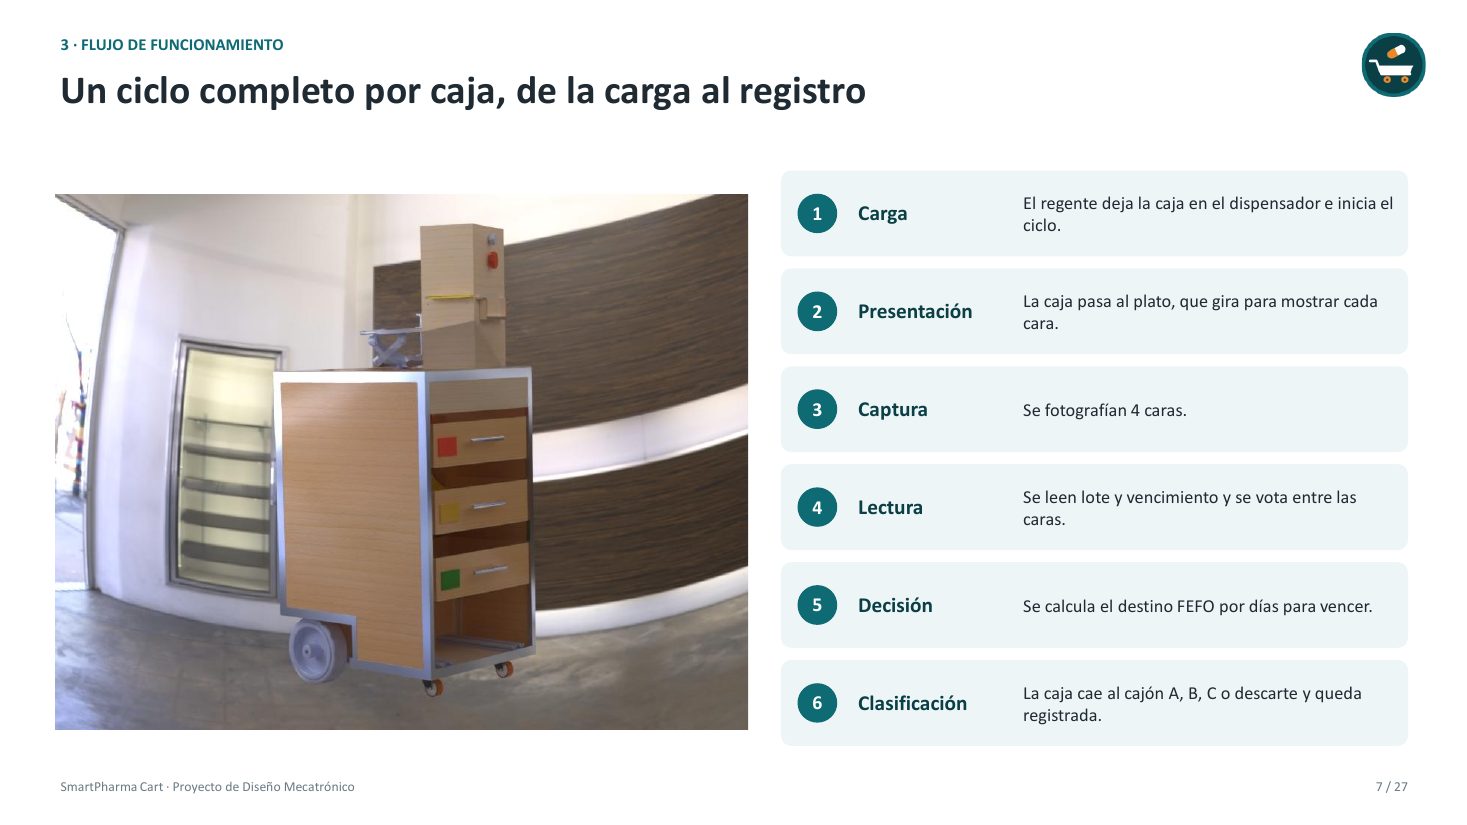 3 · FLUJO DE FUNCIONAMIENTO
Un ciclo completo por caja, de la carga al registro
1 Carga
El regente deja la caja en el dispensador e inicia el
ciclo.
2 Presentación
La caja pasa al plato, que gira para mostrar cada
cara.
3 Captura
Se fotografían 4 caras.
4 Lectura
Se leen lote y vencimiento y se vota entre las
caras.
5 Decisión
Se calcula el destino FEFO por días para vencer.
6 Clasificación
La caja cae al cajón A, B, C o descarte y queda
registrada.
SmartPharma Cart · Proyecto de Diseño Mecatrónico
7 / 27